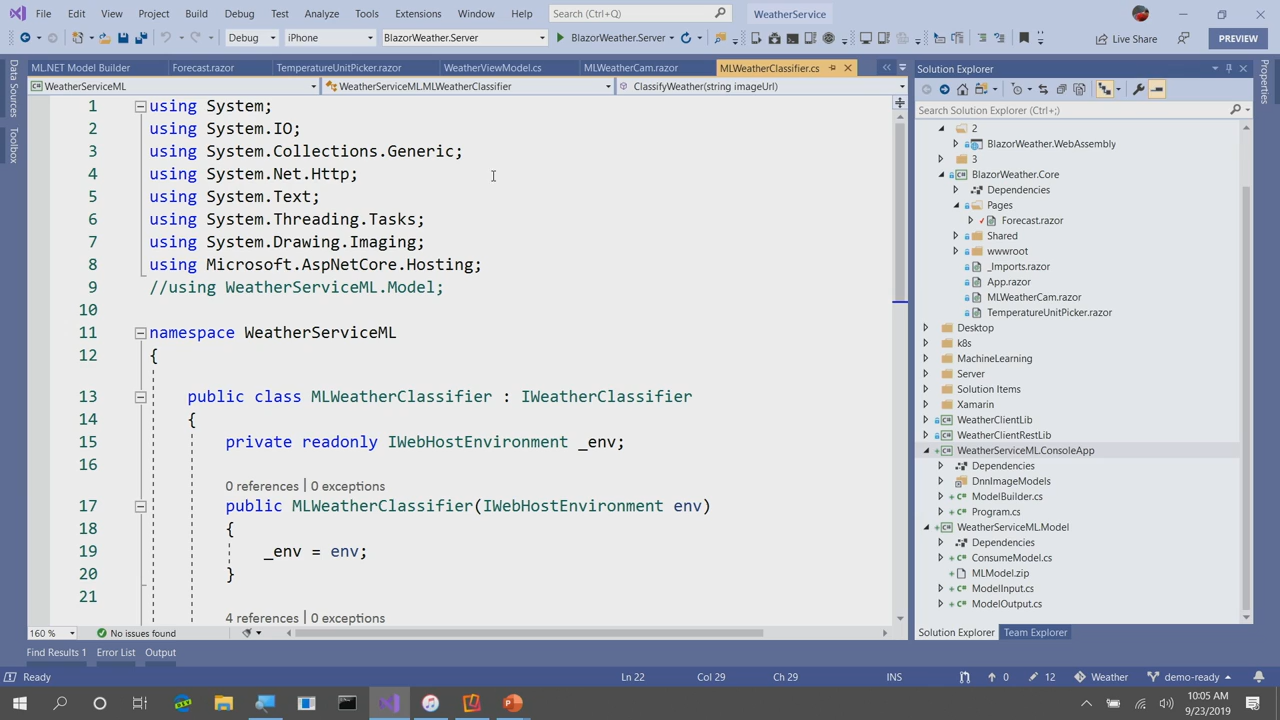 File Edit View Project Build Debug Test Analyze Tools Extensions Window Help Search (Ctrl+Q) WeatherService
Debug iPhone BlazorWeather.Server BlazorWeather.Server Live Share PREVIEW
ML.NET Model Builder Forecast.razor TemperatureUnitPicker.razor WeatherViewModel.cs MLWeatherCam.razor MLWeatherClassifier.cs
WeatherServiceML WeatherServiceML.MLWeatherClassifier ClassifyWeather(string imageUrl)
Data Sources
Toolbox
1 using System;
2 using System.IO;
3 using System.Collections.Generic;
4 using System.Net.Http;
5 using System.Text;
6 using System.Threading.Tasks;
7 using System.Drawing.Imaging;
8 using Microsoft.AspNetCore.Hosting;
9 //using WeatherServiceML.Model;
10
11 namespace WeatherServiceML
12 {
13 public class MLWeatherClassifier : IWeatherClassifier
14 {
15 private readonly IWebHostEnvironment _env;
16
0 references | 0 exceptions
17 public MLWeatherClassifier(IWebHostEnvironment env)
18 {
19 _env = env;
20 }
21
4 references | 0 exceptions
160 % No issues found
Solution Explorer
Search Solution Explorer (Ctrl+;)
2
BlazorWeather.WebAssembly
3
BlazorWeather.Core
Dependencies
Pages
Forecast.razor
Shared
wwwroot
_Imports.razor
App.razor
MLWeatherCam.razor
TemperatureUnitPicker.razor
Desktop
k8s
MachineLearning
Server
Solution Items
Xamarin
WeatherClientLib
WeatherClientRestLib
WeatherServiceML.ConsoleApp
Dependencies
DnnImageModels
ModelBuilder.cs
Program.cs
WeatherServiceML.Model
Dependencies
ConsumeModel.cs
MLModel.zip
ModelInput.cs
ModelOutput.cs
Solution Explorer Team Explorer
Properties
Find Results 1 Error List Output
Ready Ln 22 Col 29 Ch 29 INS 0 12 Weather demo-ready
10:05 AM
9/23/2019